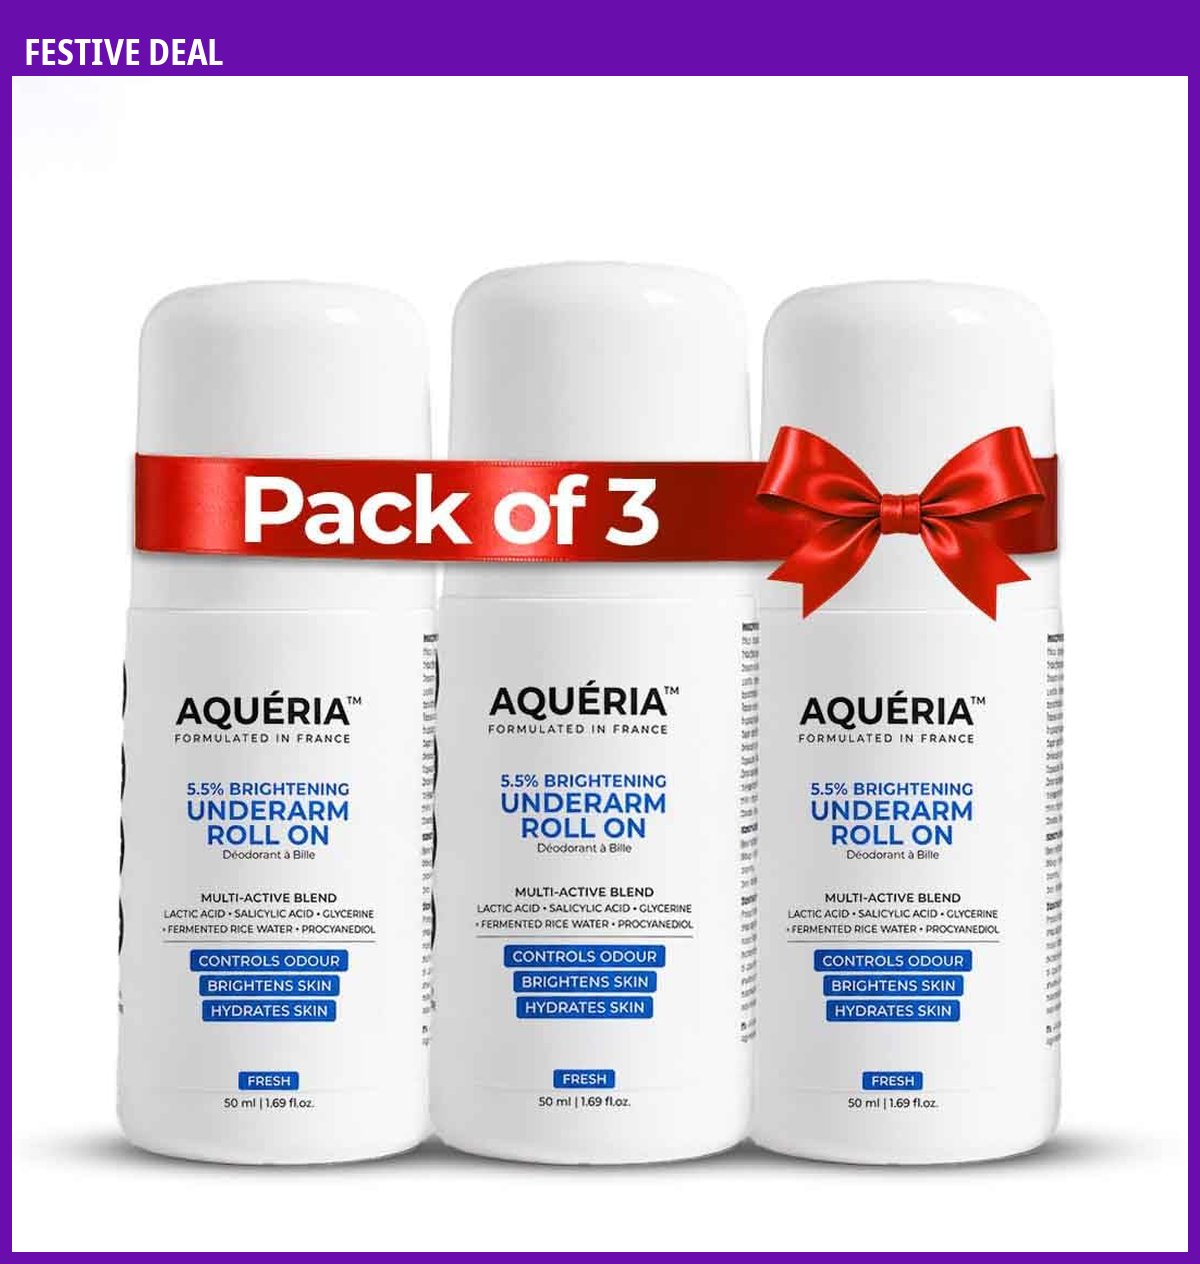 FESTIVE DEAL
Pack of 3
AQUÉRIA™
FORMULATED IN FRANCE
5.5% BRIGHTENING
UNDERARM
ROLL ON
Déodorant à Bille
MULTI-ACTIVE BLEND
LACTIC ACID • SALICYLIC ACID • GLYCERINE
• FERMENTED RICE WATER • PROCYANEDIOL
CONTROLS ODOUR
BRIGHTENS SKIN
HYDRATES SKIN
FRESH
50 ml | 1.69 fl.oz.
AQUÉRIA™
FORMULATED IN FRANCE
5.5% BRIGHTENING
UNDERARM
ROLL ON
Déodorant à Bille
MULTI-ACTIVE BLEND
LACTIC ACID • SALICYLIC ACID • GLYCERINE
• FERMENTED RICE WATER • PROCYANEDIOL
CONTROLS ODOUR
BRIGHTENS SKIN
HYDRATES SKIN
FRESH
50 ml | 1.69 fl.oz.
AQUÉRIA™
FORMULATED IN FRANCE
5.5% BRIGHTENING
UNDERARM
ROLL ON
Déodorant à Bille
MULTI-ACTIVE BLEND
LACTIC ACID • SALICYLIC ACID • GLYCERINE
• FERMENTED RICE WATER • PROCYANEDIOL
CONTROLS ODOUR
BRIGHTENS SKIN
HYDRATES SKIN
FRESH
50 ml | 1.69 fl.oz.